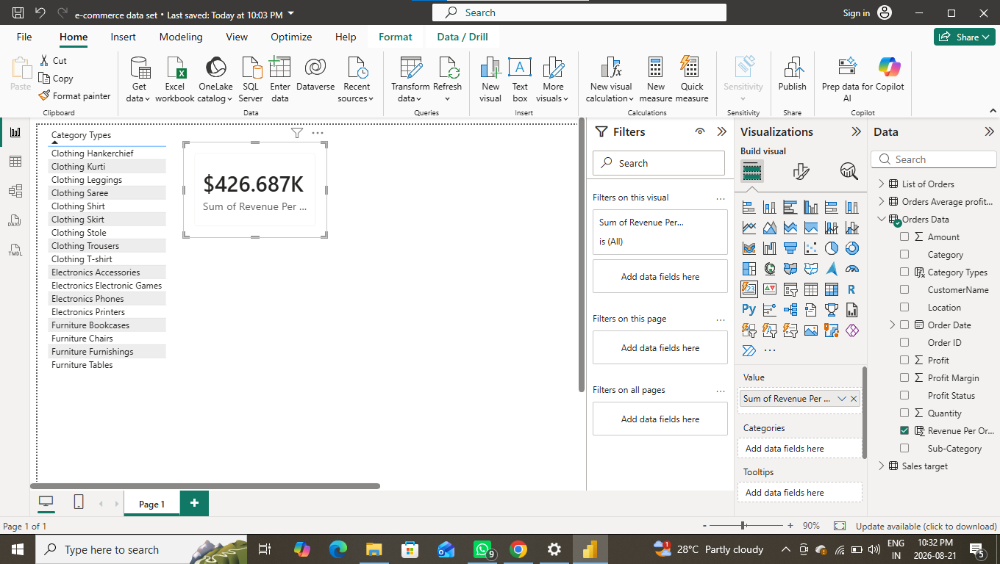 e-commerce data set • Last saved: Today at 10:03 PM
Search
Sign in
File
Home
Insert
Modeling
View
Optimize
Help
Format
Data / Drill
Share
Paste
Cut
Copy
Format painter
Clipboard
Get data
Excel workbook
OneLake catalog
SQL Server
Enter data
Dataverse
Recent sources
Data
Transform data
Refresh
Queries
New visual
Text box
More visuals
Insert
New visual calculation
New measure
Quick measure
Calculations
Sensitivity
Sensitivity
Publish
Share
Prep data for AI
Copilot
Copilot
DAX
TMDL
Category Types
Clothing Hankerchief
Clothing Kurti
Clothing Leggings
Clothing Saree
Clothing Shirt
Clothing Skirt
Clothing Stole
Clothing Trousers
Clothing T-shirt
Electronics Accessories
Electronics Electronic Games
Electronics Phones
Electronics Printers
Furniture Bookcases
Furniture Chairs
Furniture Furnishings
Furniture Tables
$426.687K
Sum of Revenue Per ...
Filters
Search
Filters on this visual
Sum of Revenue Per...
is (All)
Add data fields here
Filters on this page
Add data fields here
Filters on all pages
Add data fields here
Visualizations
Build visual
123
R
Py
Value
Sum of Revenue Per ...
Categories
Add data fields here
Tooltips
Add data fields here
Data
Search
List of Orders
Orders Average profit...
Orders Data
Amount
Category
Category Types
CustomerName
Location
Order Date
Order ID
Profit
Profit Margin
Profit Status
Quantity
Revenue Per Or...
Sub-Category
Sales target
Page 1
Page 1 of 1
90%
Update available (click to download)
Type here to search
9
1
28°C Partly cloudy
ENG
IN
10:32 PM
2026-08-21
5